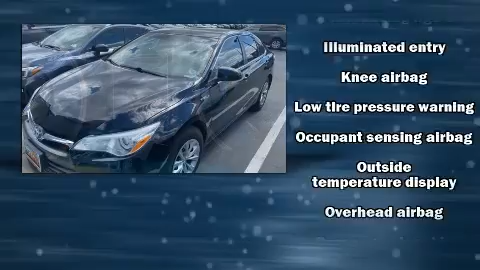 Illuminated entry
Knee airbag
Low tire pressure warning
Occupant sensing airbag
Outside
temperature display
Overhead airbag